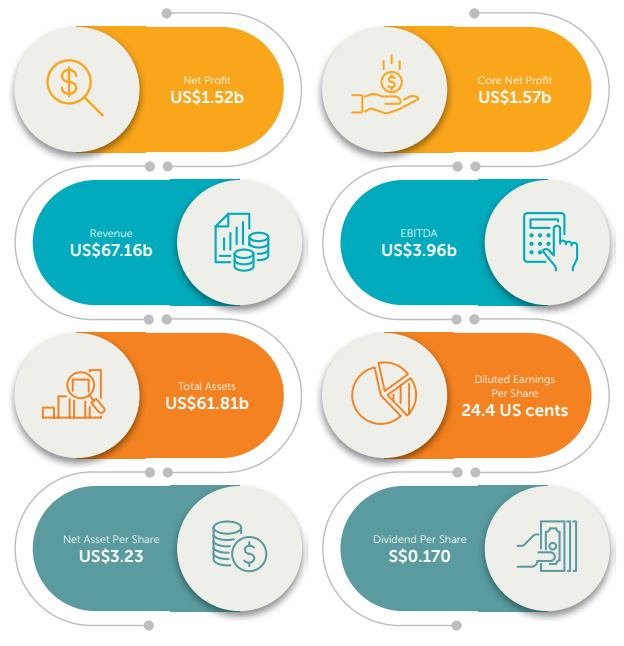 Net Profit
US$1.52b
Core Net Profit
US$1.57b
Revenue
US$67.16b
EBITDA
US$3.96b
Total Assets
US$61.81b
Diluted Earnings
Per Share
24.4 US cents
Net Asset Per Share
US$3.23
Dividend Per Share
S$0.170